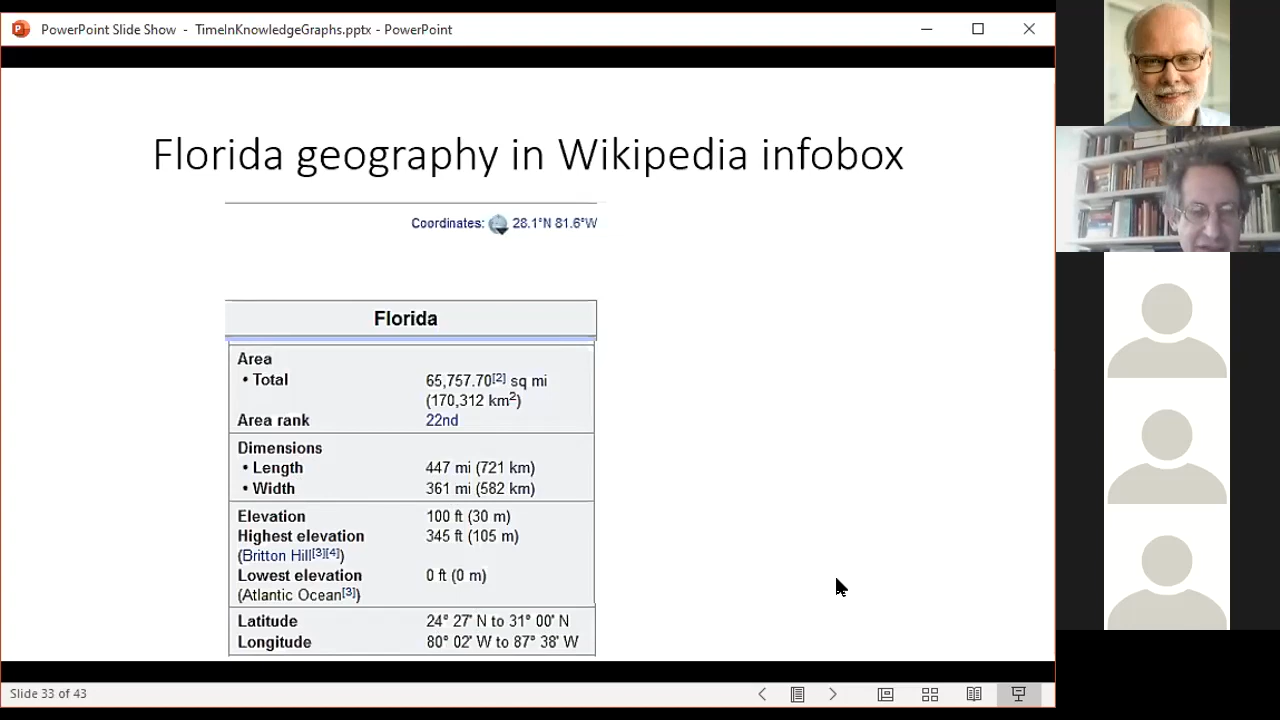 PowerPoint Slide Show - TimeInKnowledgeGraphs.pptx - PowerPoint
Florida geography in Wikipedia infobox
Coordinates: 28.1°N 81.6°W
Florida
Area
• Total 65,757.70[2] sq mi
(170,312 km2)
Area rank 22nd
Dimensions
• Length 447 mi (721 km)
• Width 361 mi (582 km)
Elevation 100 ft (30 m)
Highest elevation 345 ft (105 m)
(Britton Hill[3][4])
Lowest elevation 0 ft (0 m)
(Atlantic Ocean[3])
Latitude 24° 27' N to 31° 00' N
Longitude 80° 02' W to 87° 38' W
Slide 33 of 43